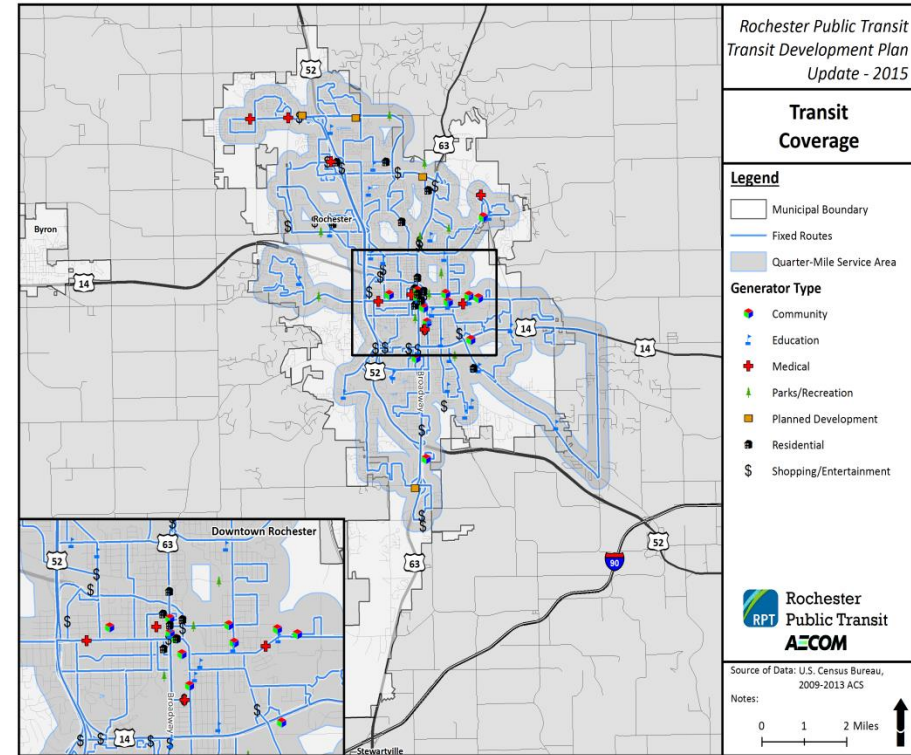 Rochester Public Transit
Transit Development Plan
Update - 2015
Transit
Coverage
Legend
Municipal Boundary
Fixed Routes
Quarter-Mile Service Area
Generator Type
Community
Education
Medical
Parks/Recreation
Planned Development
Residential
$ Shopping/Entertainment
RPT
Rochester
Public Transit
AECOM
Source of Data: U.S. Census Bureau,
2009-2013 ACS
Notes:
0 1 2 Miles
52
63
Byron
Rochester
14
14
14
52
Broadway
63
52
90
Stewartville
Downtown Rochester
63
52
Broadway
14